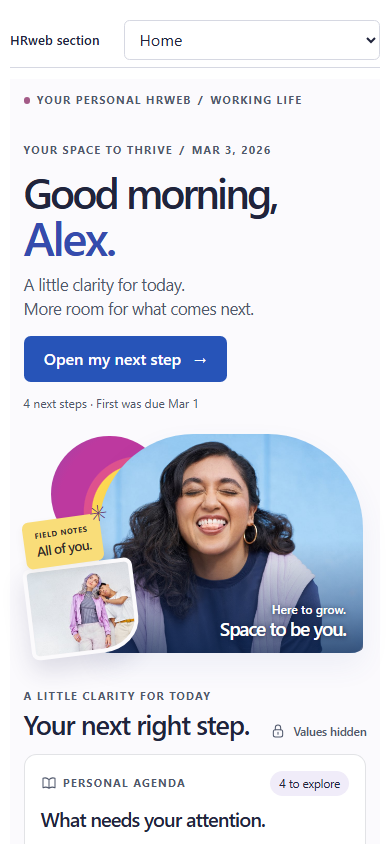 HRweb section
Home
YOUR PERSONAL HRWEB / WORKING LIFE
YOUR SPACE TO THRIVE / MAR 3, 2026
Good morning,
Alex.
A little clarity for today.
More room for what comes next.
Open my next step →
4 next steps · First was due Mar 1
FIELD NOTES
All of you.
Here to grow.
Space to be you.
A LITTLE CLARITY FOR TODAY
Your next right step.
Values hidden
PERSONAL AGENDA
4 to explore
What needs your attention.